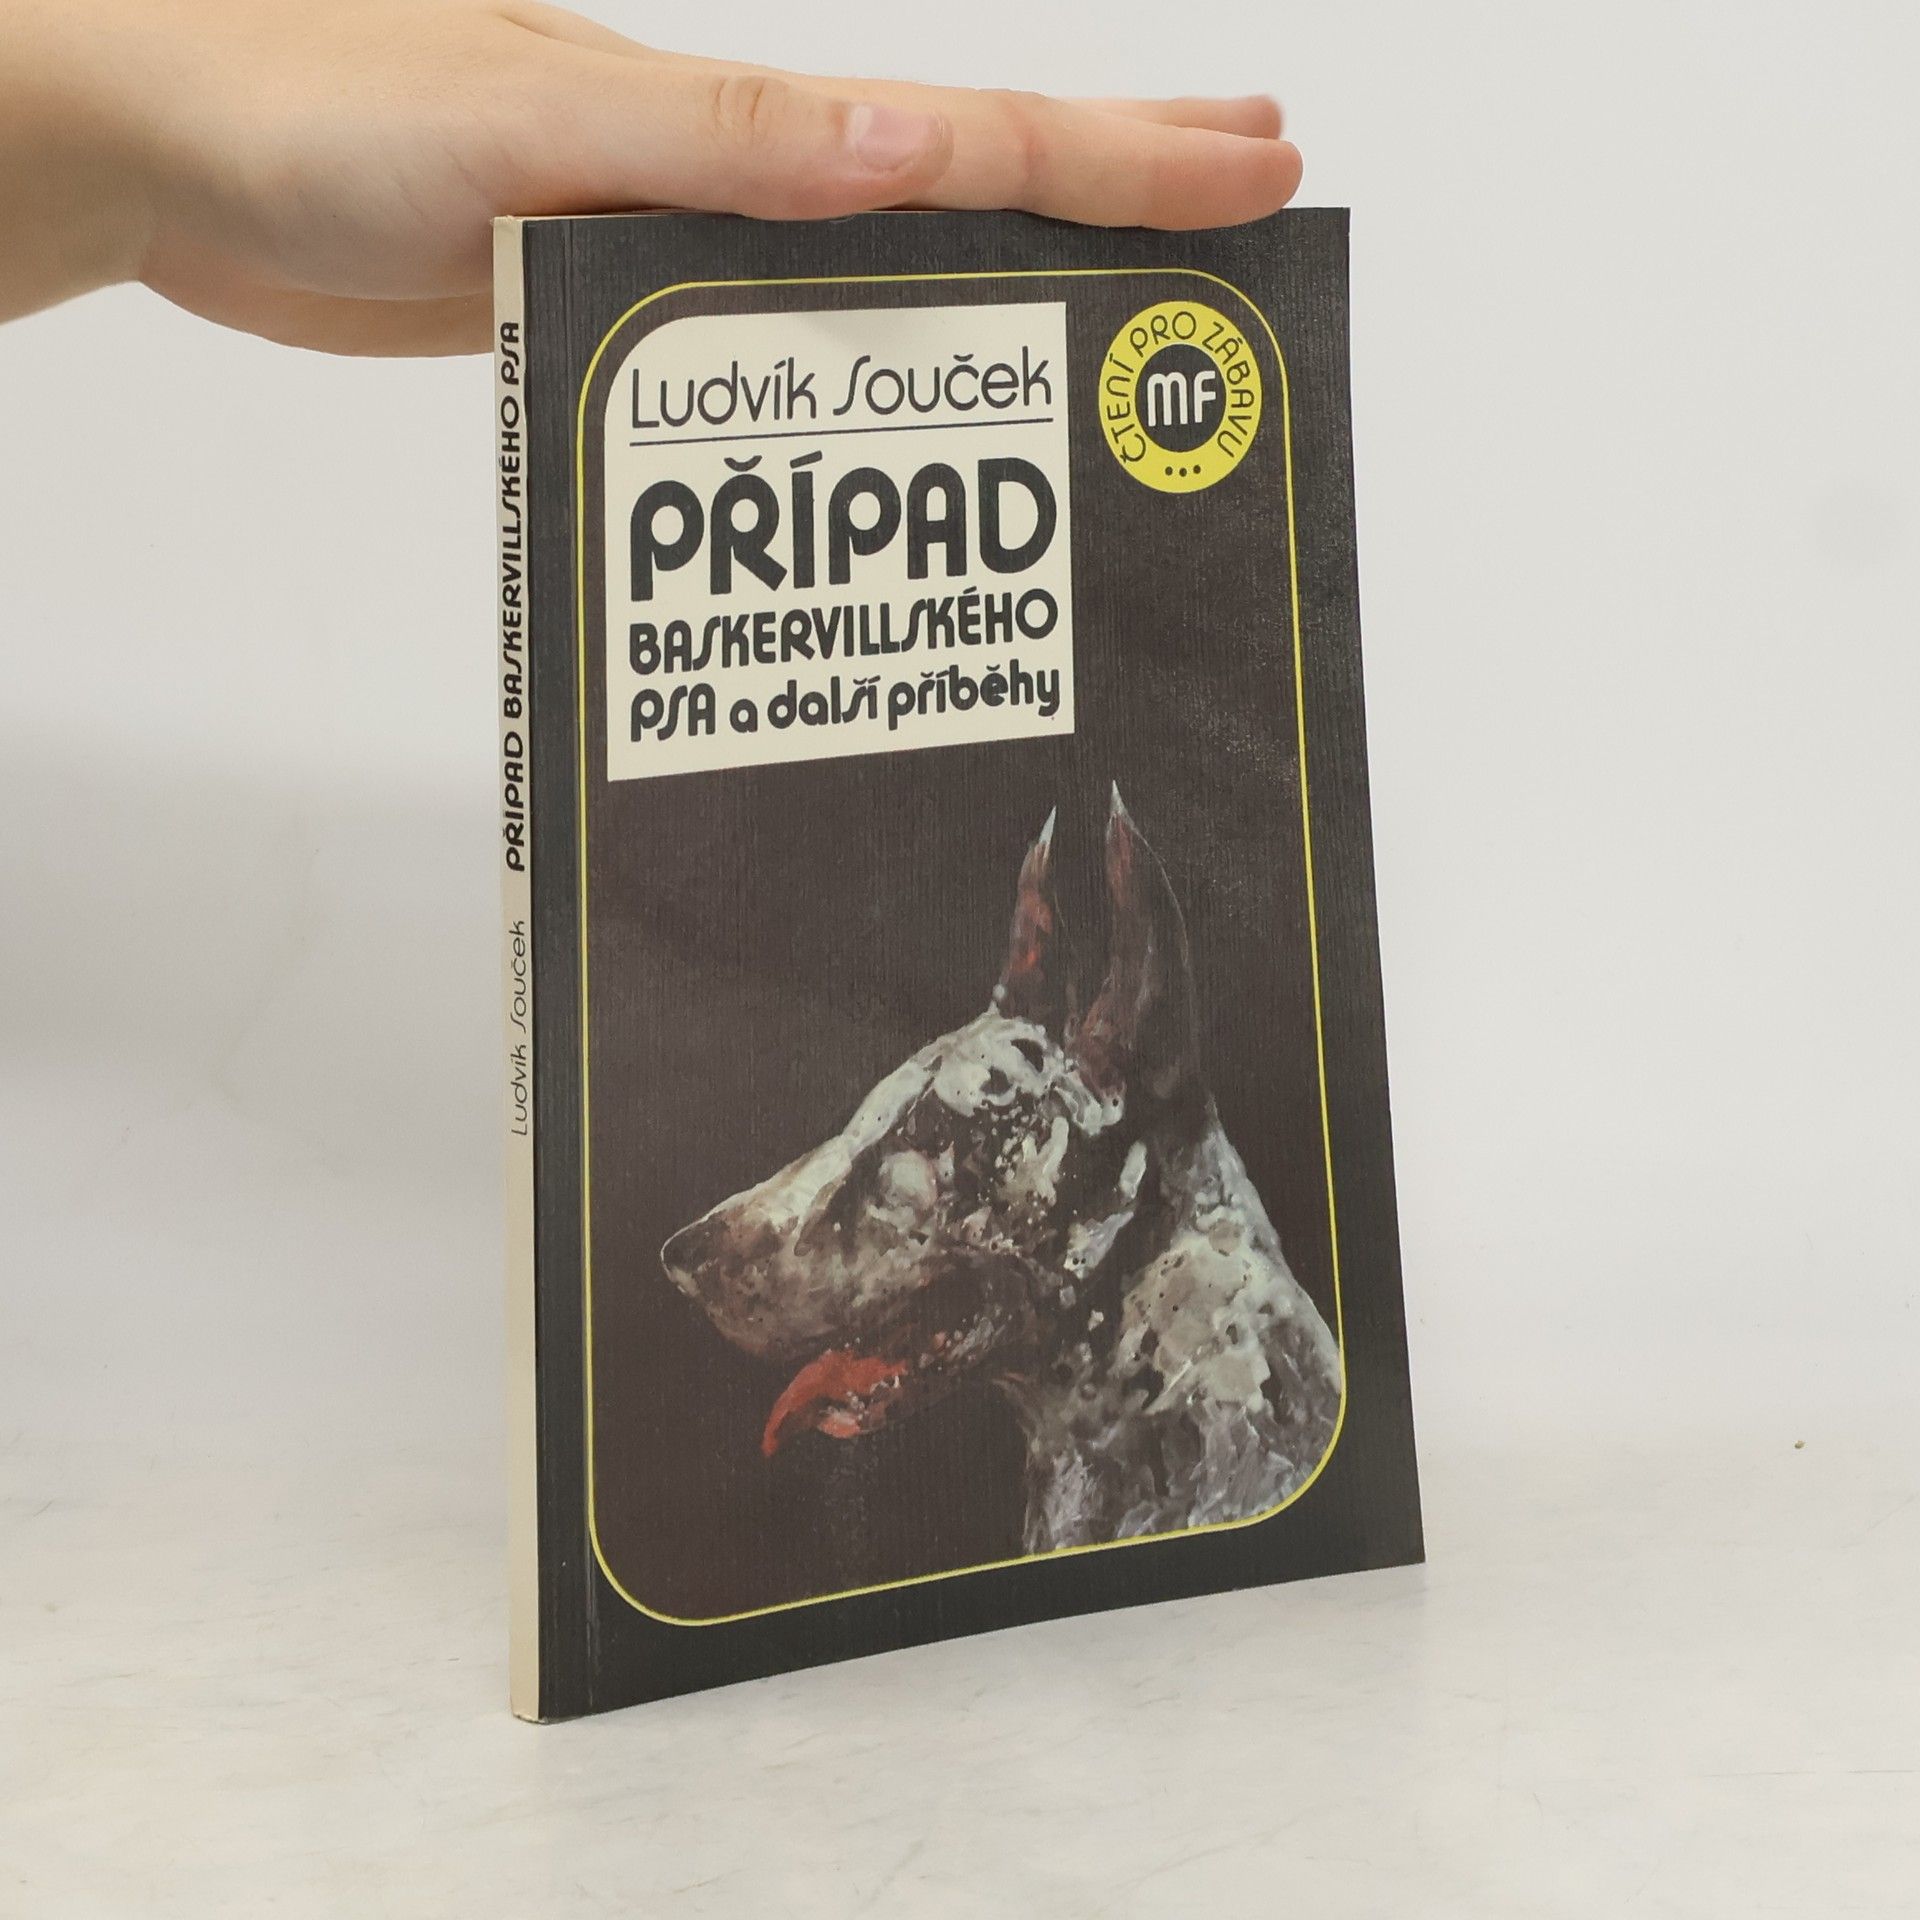 Ludvík Souček
PŘÍPAD
BASKERVILLSKÉHO
PSA a další příběhy
ČTENÍ PRO ZÁBAVU...
MF
Ludvík Souček PŘÍPAD BASKERVILLSKÉHO PSA